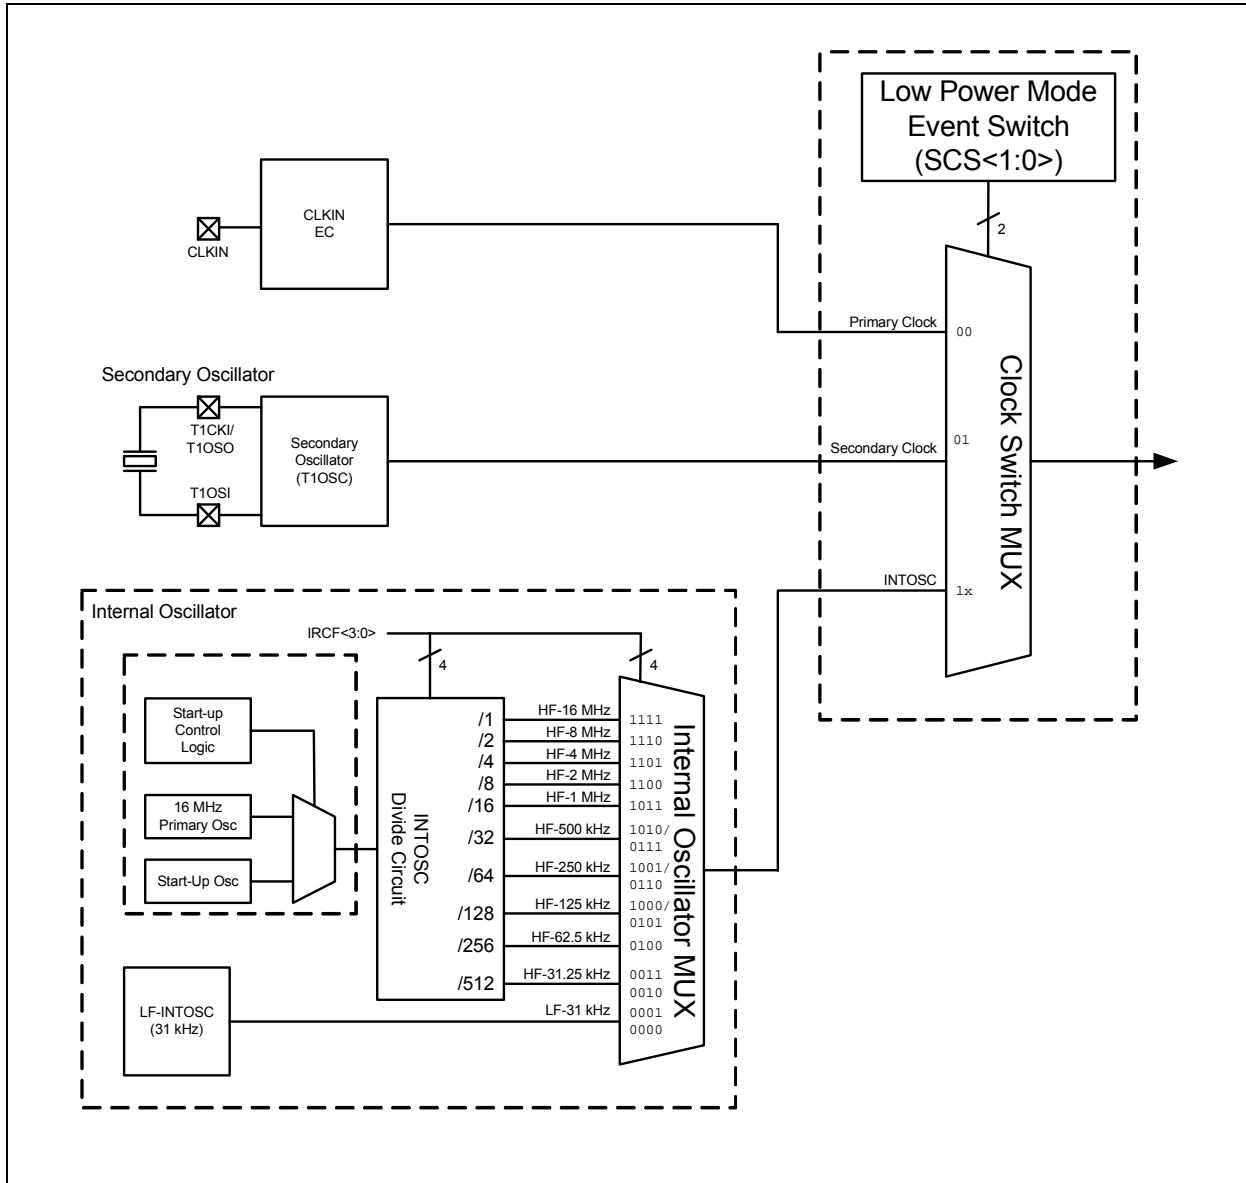 Low Power Mode
Event Switch
(SCS<1:0>)
2
CLKIN
EC
CLKIN
Primary Clock
00
Secondary Oscillator
T1CKI/
T1OSO
T1OSI
Secondary
Oscillator
(T1OSC)
Secondary Clock
01
INTOSC
1x
Clock Switch MUX
Internal Oscillator
IRCF<3:0>
4
4
Start-up
Control
Logic
16 MHz
Primary Osc
Start-Up Osc
INTOSC
Divide Circuit
/1
HF-16 MHz
1111
/2
HF-8 MHz
1110
/4
HF-4 MHz
1101
/8
HF-2 MHz
1100
/16
HF-1 MHz
1011
/32
HF-500 kHz
1010/
0111
/64
HF-250 kHz
1001/
0110
/128
HF-125 kHz
1000/
0101
/256
HF-62.5 kHz
0100
/512
HF-31.25 kHz
0011
0010
LF-31 kHz
0001
0000
Internal Oscillator MUX
LF-INTOSC
(31 kHz)